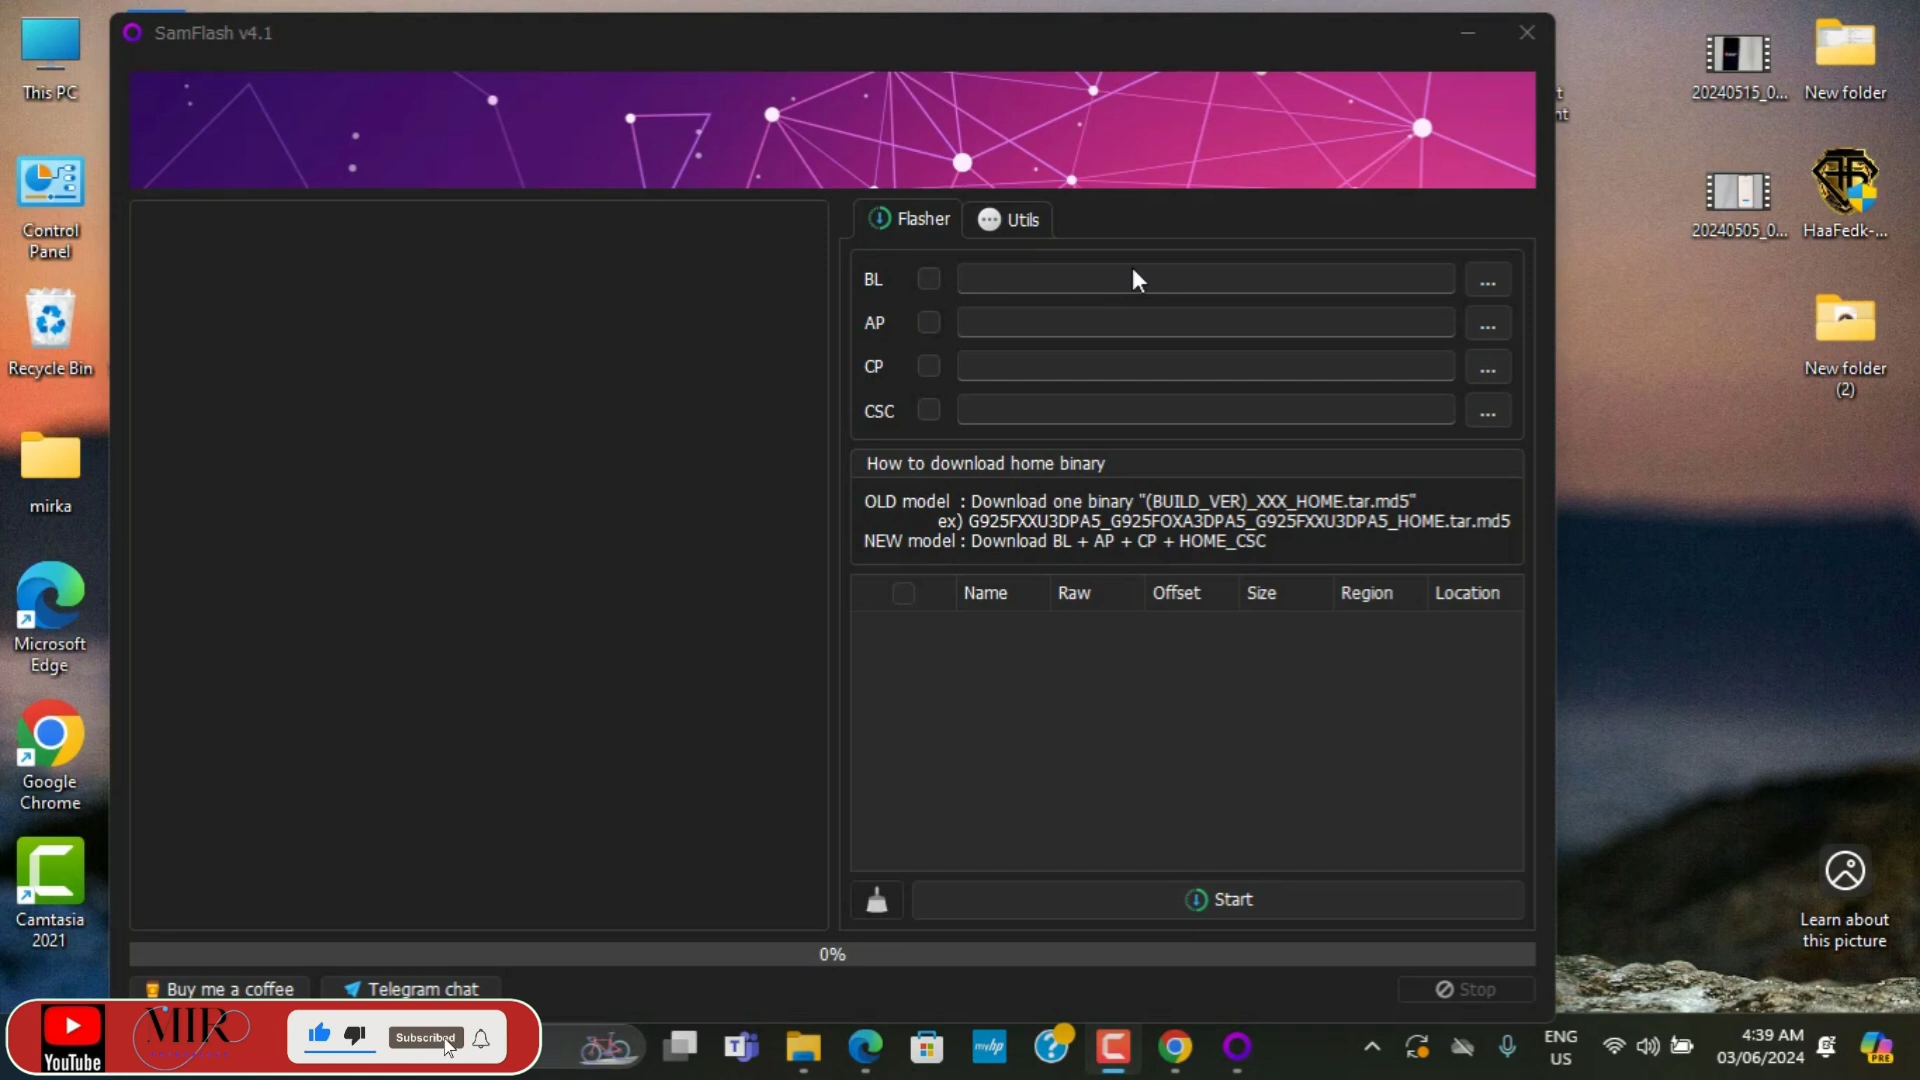 SamFlash v4.1
This PC
Control
Panel
Recycle Bin
mirka
Microsoft
Edge
Google
Chrome
Camtasia
2021
Flasher
Utils
BL
...
AP
...
CP
...
CSC
...
How to download home binary
OLD model : Download one binary "(BUILD_VER)_XXX_HOME.tar.md5"
ex) G925FXXU3DPA5_G925FOXA3DPA5_G925FXXU3DPA5_HOME.tar.md5
NEW model : Download BL + AP + CP + HOME_CSC
Name Raw Offset Size Region Location
Start
0%
Buy me a coffee
Telegram chat
Stop
20240515_0...
New folder
20240505_0...
HaaFedk-...
New folder
(2)
Learn about
this picture
YouTube
MIR
Subscribed
myhp
ENG
US
4:39 AM
03/06/2024
PRE